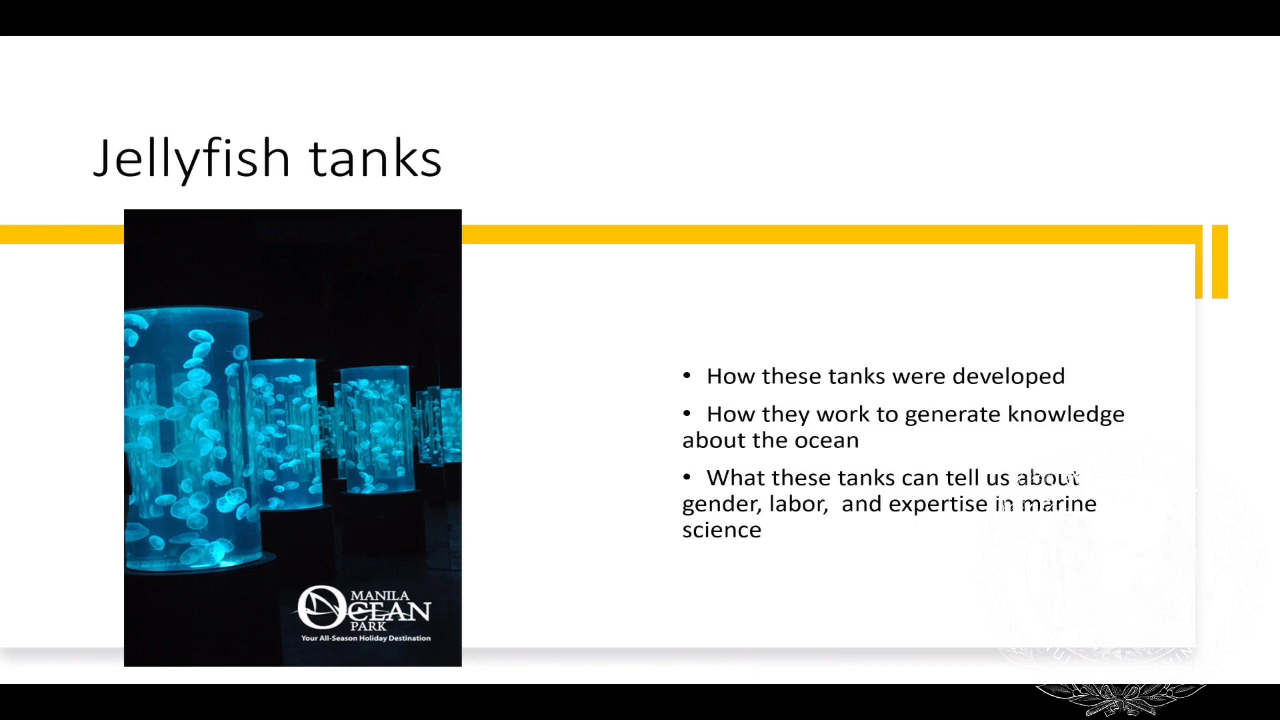 Jellyfish tanks
MANILA
OCEAN
PARK
Your All-Season Holiday Destination
• How these tanks were developed
• How they work to generate knowledge
about the ocean
• What these tanks can tell us about
gender, labor, and expertise in marine
science